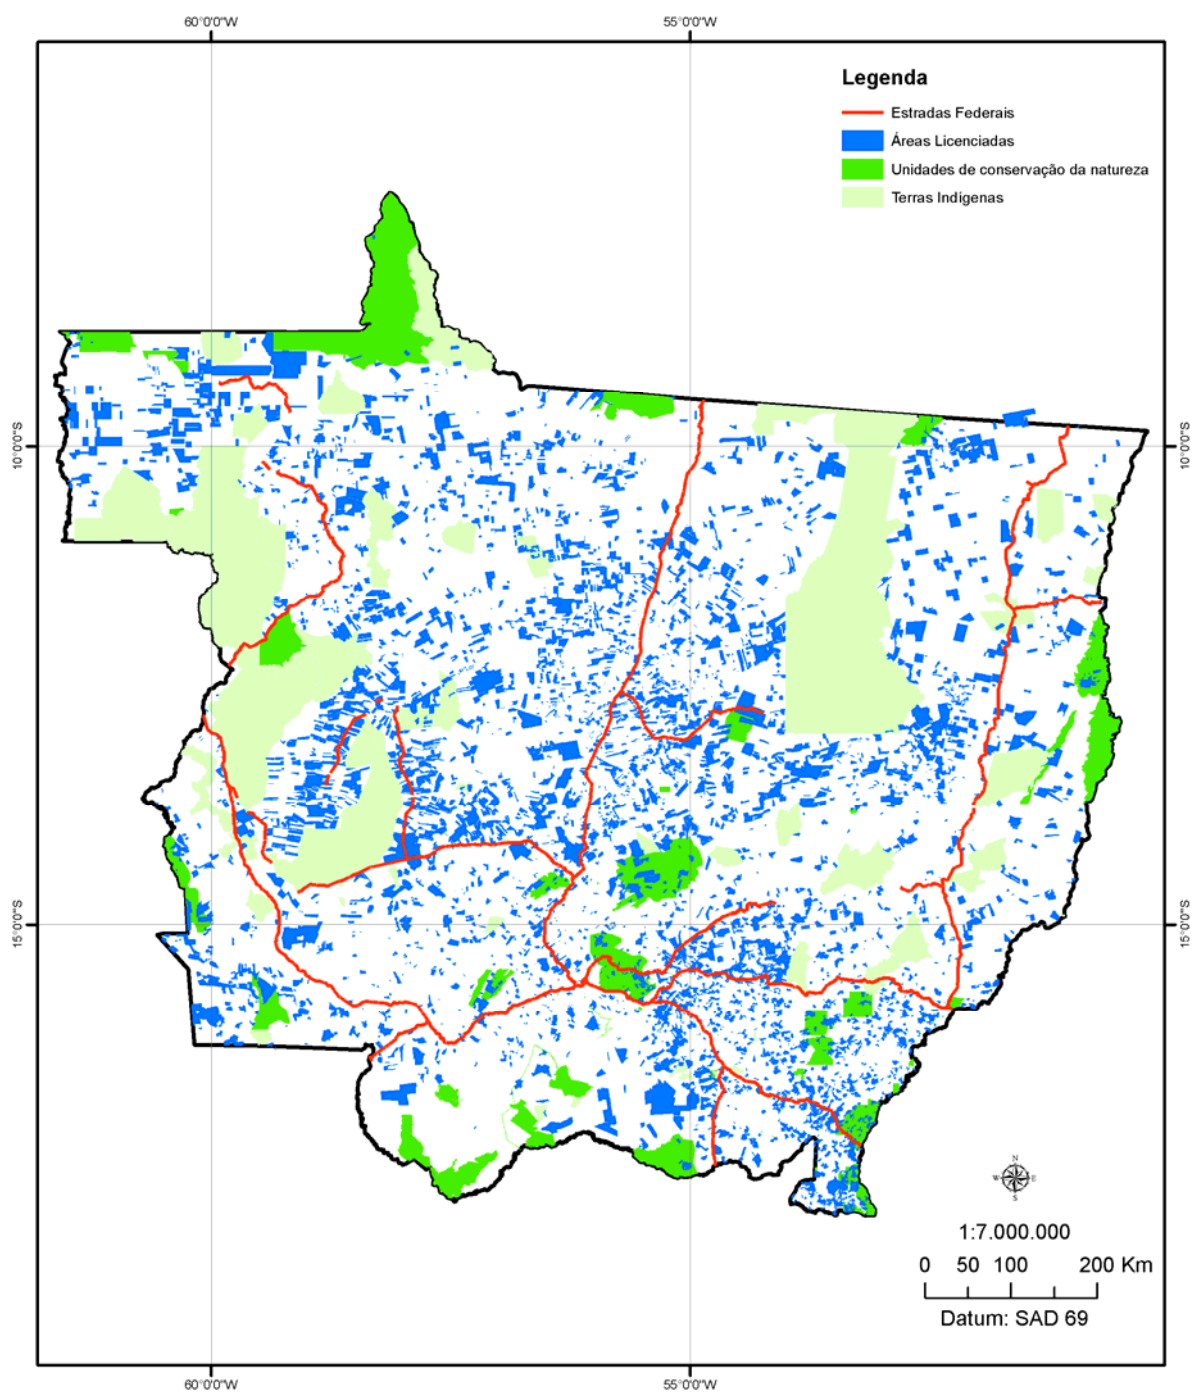 60°0'0"W
55°0'0"W
Legenda
Estradas Federais
Áreas Licenciadas
Unidades de conservação da natureza
Terras Indígenas
10°0'0"S
10°0'0"S
15°0'0"S
15°0'0"S
N
W
E
S
1:7.000.000
0 50 100 200 Km
Datum: SAD 69
60°0'0"W
55°0'0"W